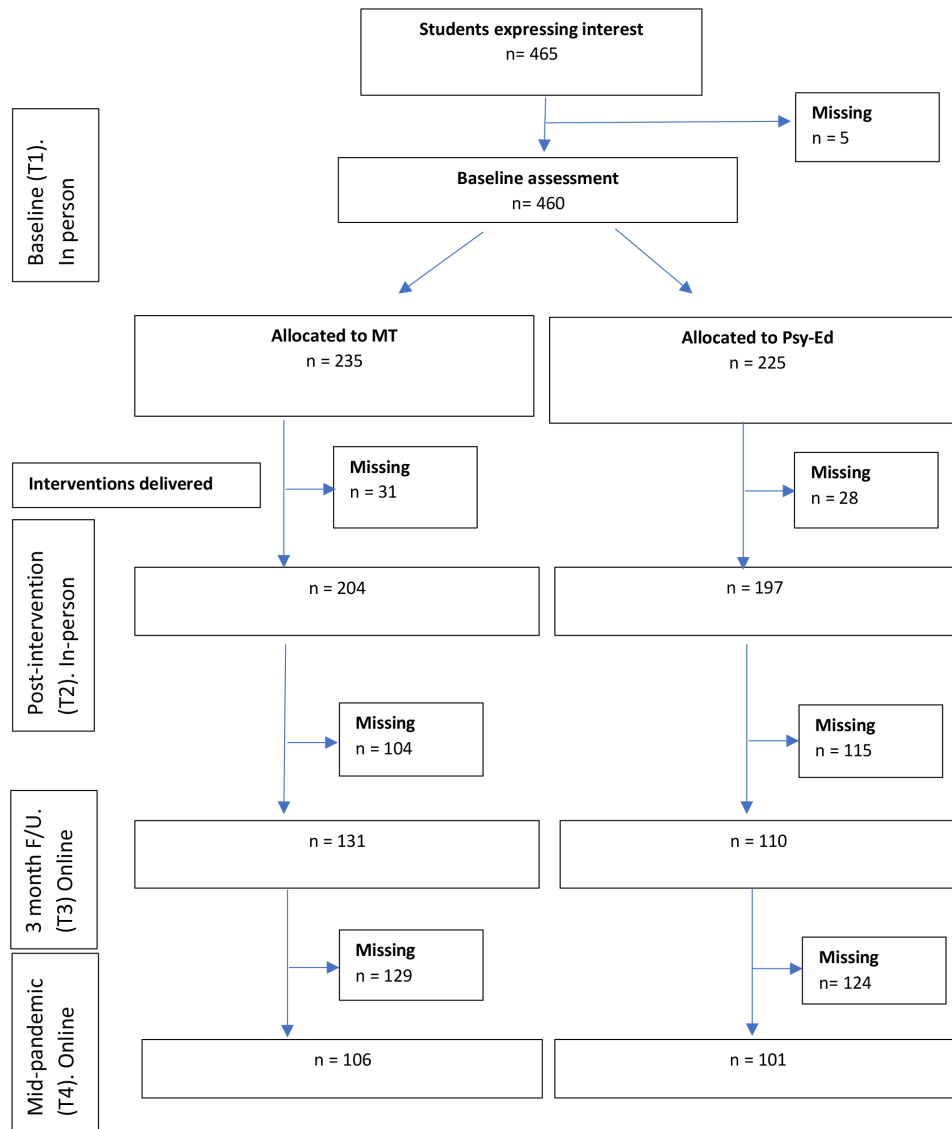 Students expressing interest
n= 465
Missing
n = 5
Baseline (T1).
In person
Baseline assessment
n= 460
Allocated to MT
n = 235
Allocated to Psy-Ed
n = 225
Interventions delivered
Missing
n = 31
Missing
n = 28
Post-intervention
(T2). In-person
n = 204
n = 197
Missing
n = 104
Missing
n = 115
3 month F/U.
(T3) Online
n = 131
n = 110
Missing
n = 129
Missing
n= 124
Mid-pandemic
(T4). Online
n = 106
n = 101